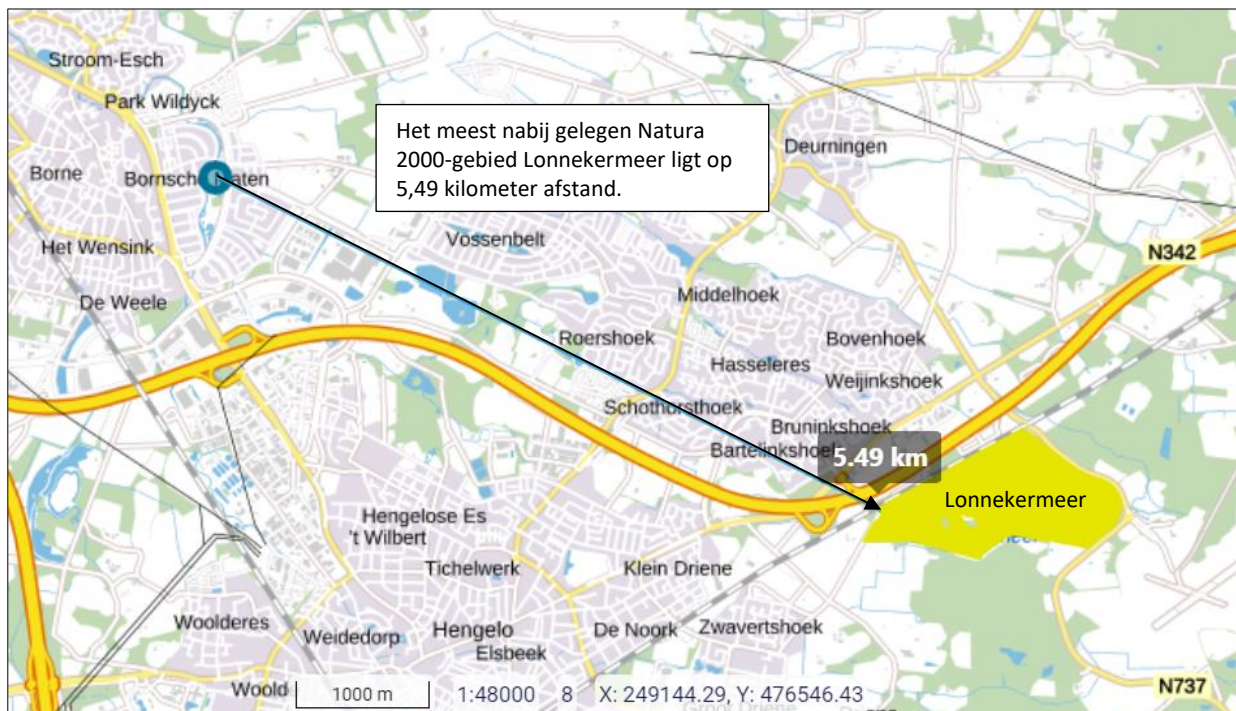 Stroom-Esch
Park Wildyck
Borne
Het Meest nabij gelegen Natura
2000-gebied Lonnekermeer ligt op
5,49 kilometer afstand.
Deurningen
Het Wensink
Vossenbelt
N342
De Weele
Middelhoek
Roershoek
Bovenhoek
Hasseleres
Weijinkshoek
Schothorsthoek
Bruninkshoek
5.49 km
Lonnekermeer
Hengelose Es
't Wilbert
Tichelwerk
Klein Driene
Woolderes
Weidedorp
Hengelo
De Noork
Zwavertshoek
Elsbeek
Woold
1000 m
1:48000 8 X: 249144.29, Y: 476546.43
N737